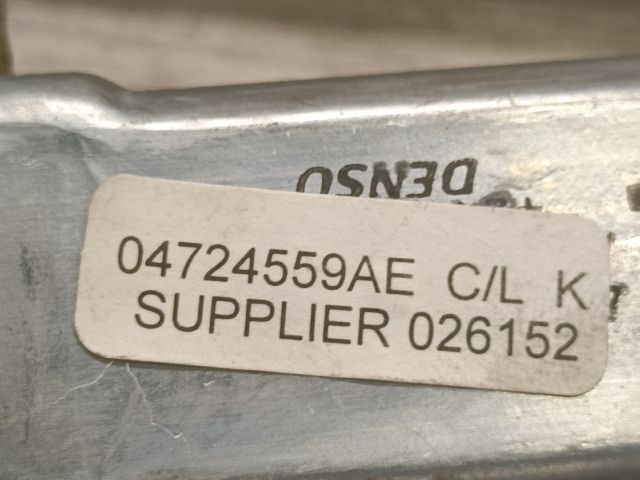 DENSO
04724559AE C/L K
SUPPLIER 026152